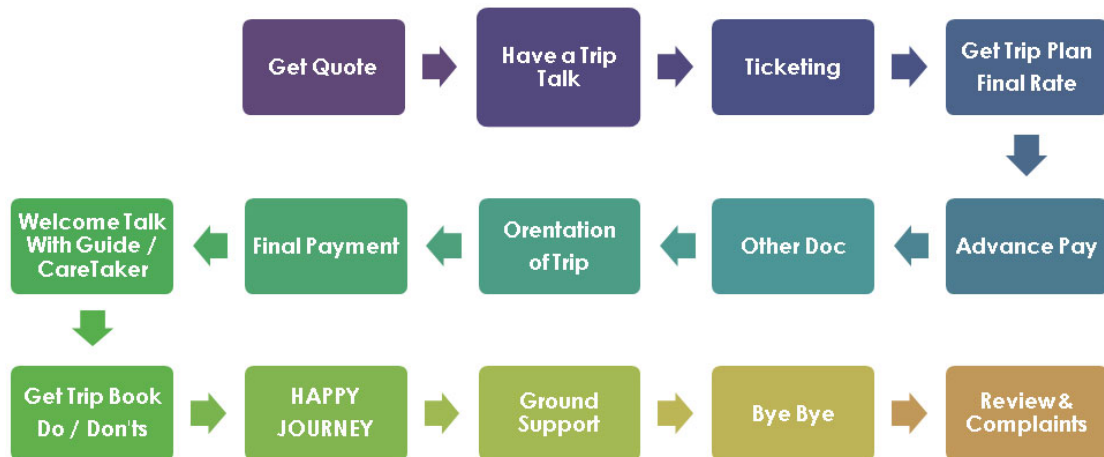 Get Quote
Have a Trip
Talk
Ticketing
Get Trip Plan
Final Rate
Advance Pay
Other Doc
Orentation
of Trip
Final Payment
Welcome Talk
With Guide /
CareTaker
Get Trip Book
Do / Don'ts
HAPPY
JOURNEY
Ground
Support
Bye Bye
Review &
Complaints